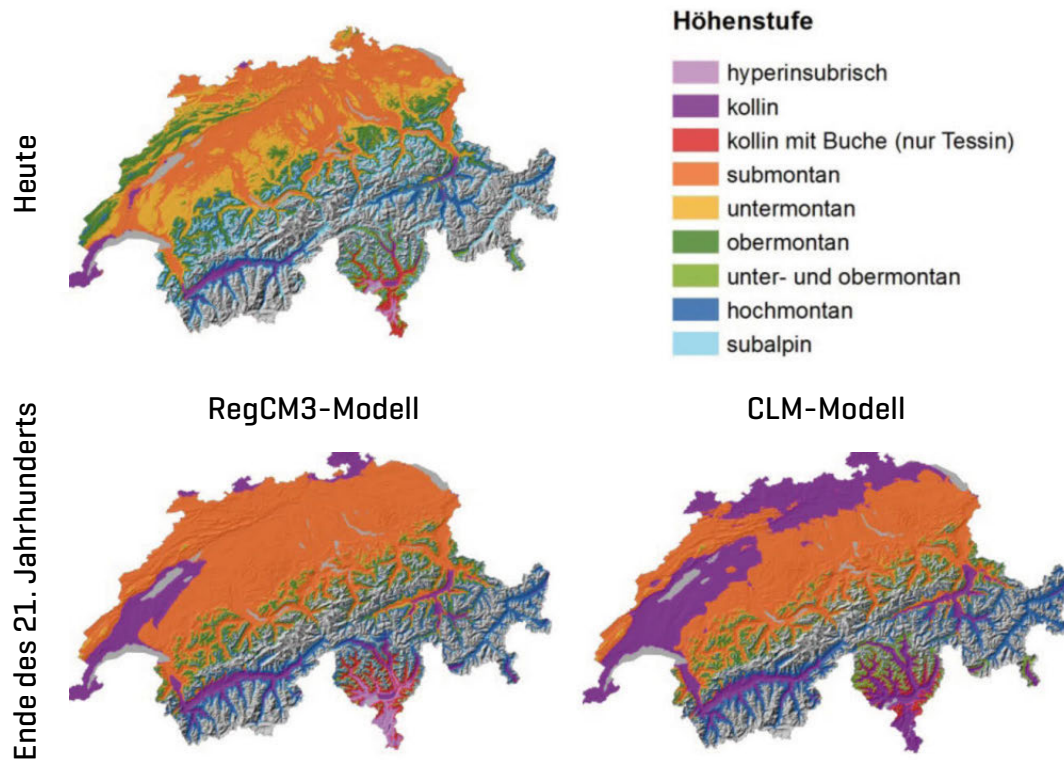 Heute
Höhenstufe
hyperinsubrisch
kollin
kollin mit Buche (nur Tessin)
submontan
untermontan
obermontan
unter- und obermontan
hochmontan
subalpin
Ende des 21. Jahrhunderts
RegCM3-Modell
CLM-Modell